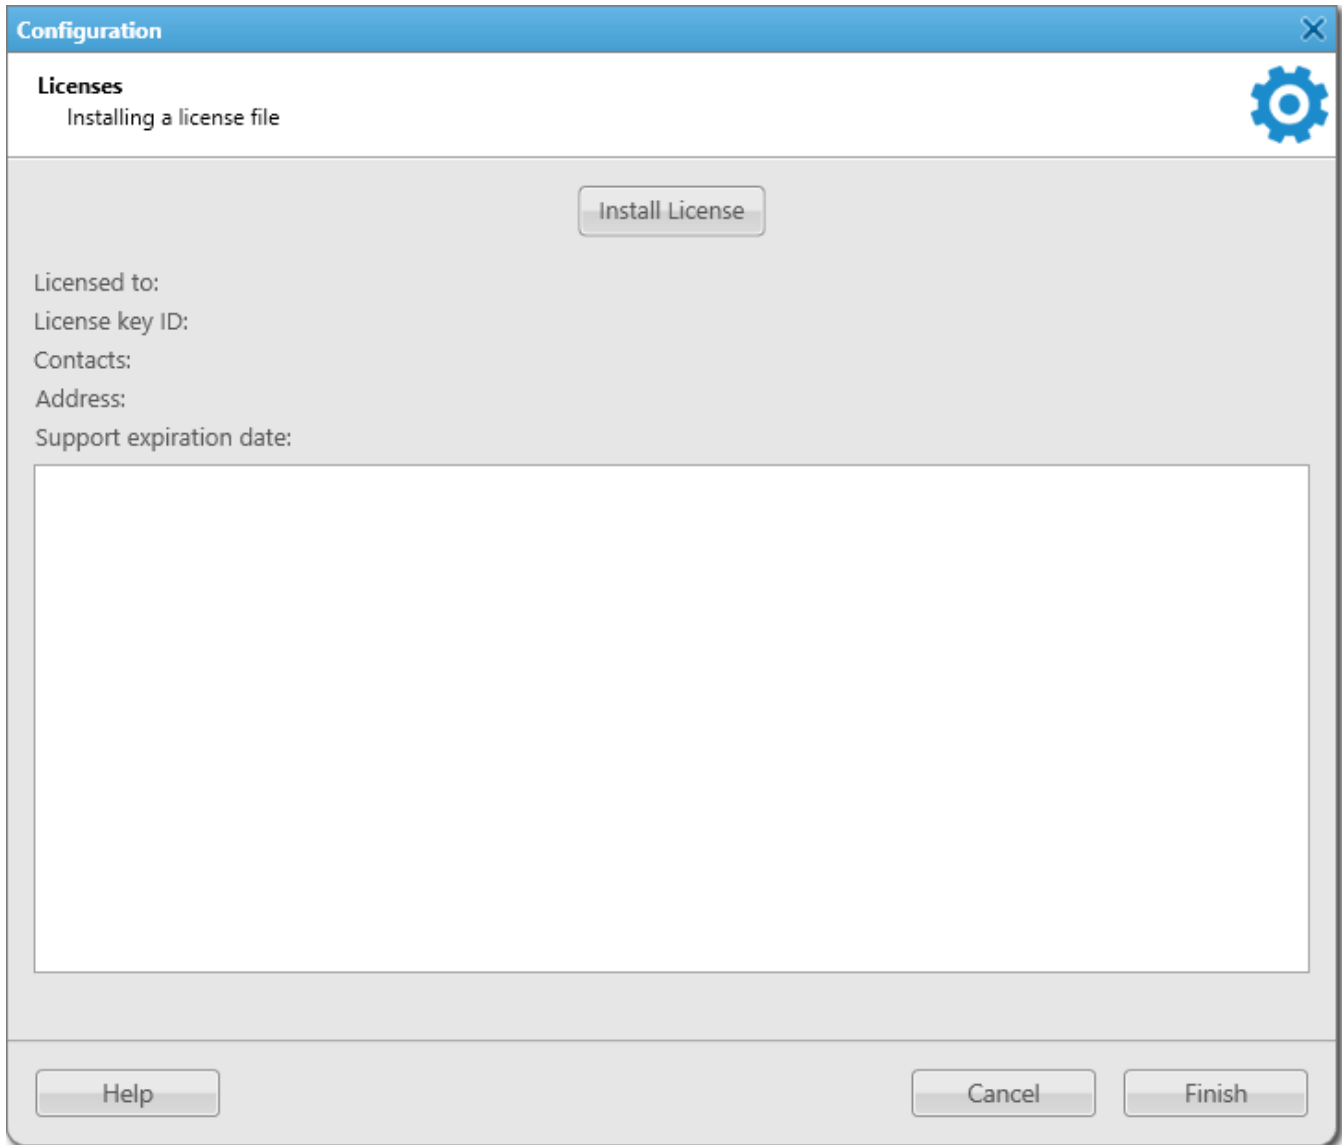 Configuration
Licenses
Installing a license file
Install License
Licensed to:
License key ID:
Contacts:
Address:
Support expiration date:
Help
Cancel
Finish